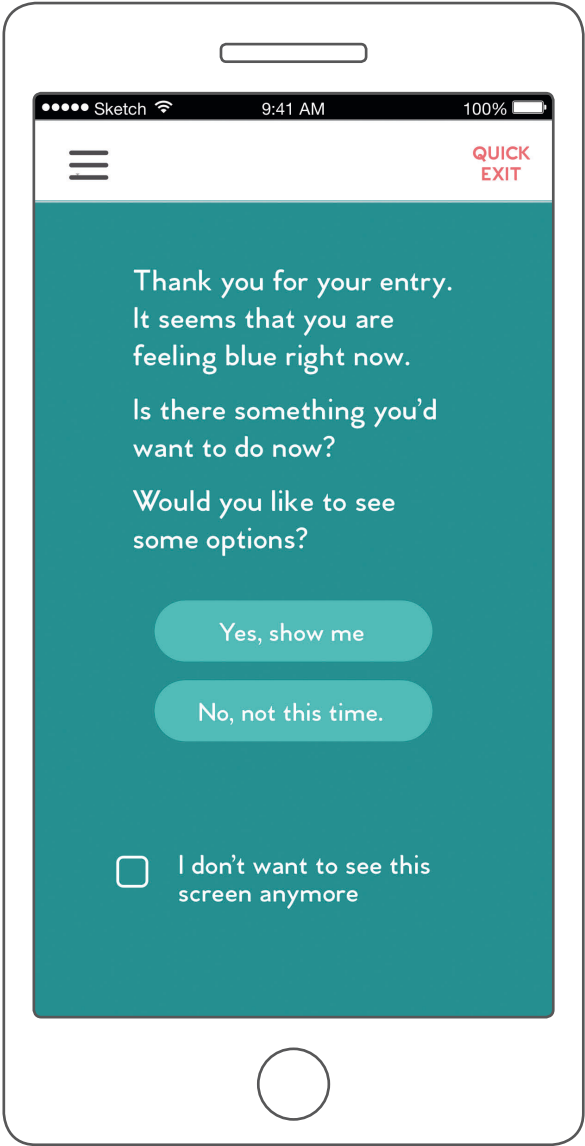 Sketch 9:41 AM 100%
QUICK
EXIT
Thank you for your entry.
It seems that you are
feeling blue right now.
Is there something you’d
want to do now?
Would you like to see
some options?
Yes, show me
No, not this time.
I don’t want to see this
screen anymore